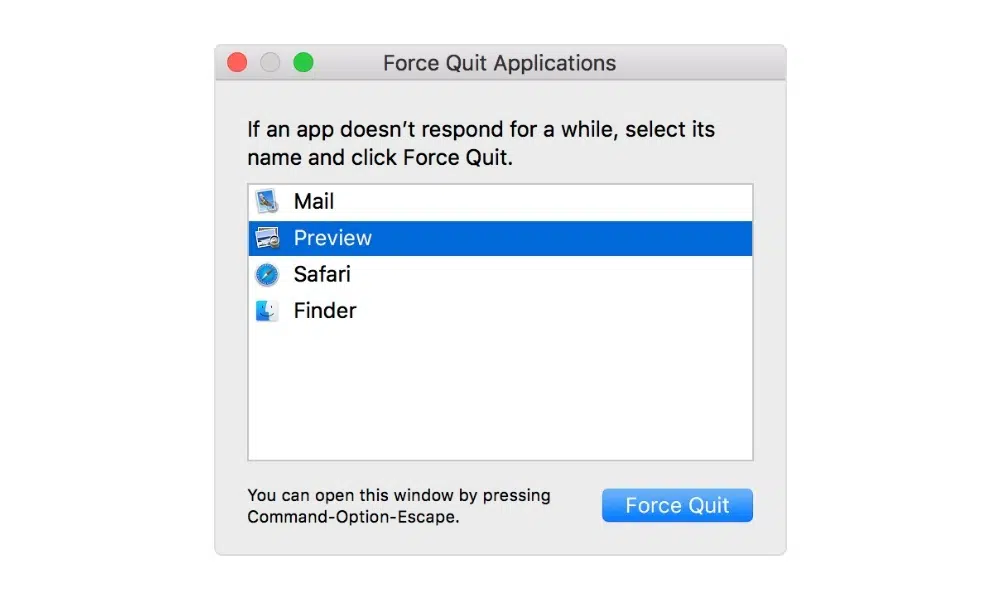 Force Quit Applications
If an app doesn’t respond for a while, select its
name and click Force Quit.
Mail
Preview
Safari
Finder
You can open this window by pressing
Command-Option-Escape.
Force Quit